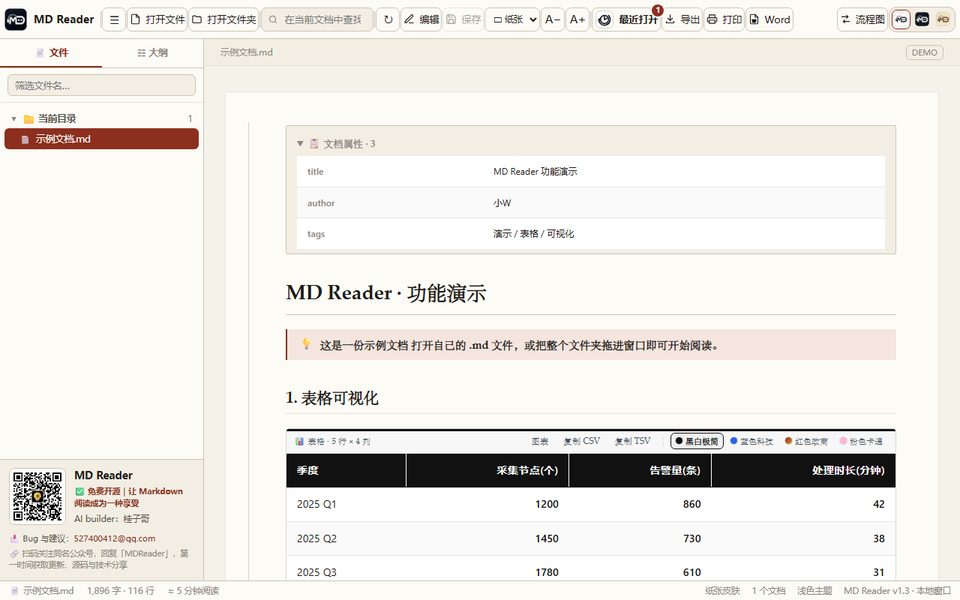 MD Reader 打开文件 打开文件夹 在当前文档中查找 编辑 保存 纸张 A− A+ 最近打开 1 导出 打印 Word 流程图
文件 大纲
示例文档.md DEMO
筛选文件名...
当前目录 1
示例文档.md
文档属性 · 3
title MD Reader 功能演示
author 小W
tags 演示 / 表格 / 可视化
MD Reader · 功能演示
这是一份示例文档 打开自己的 .md 文件，或把整个文件夹拖进窗口即可开始阅读。
1. 表格可视化
表格 · 5 行 × 4 列 图表 复制 CSV 复制 TSV 黑白极简 蓝色科技 红色欧南 粉色卡通
季度 采集节点(个) 告警量(条) 处理时长(分钟)
2025 Q1 1200 860 42
2025 Q2 1450 730 38
2025 Q3 1780 610 31
MD Reader
免费开源 | 让 Markdown
阅读成为一种享受
AI builder：桂子哥
Bug 与建议：527400412@qq.com
扫码关注同名公众号，回复「MDReader」，第
一时间获取更新、源码与技术分享
示例文档.md 1,896 字 · 116 行 ≈ 5 分钟阅读 纸张皮肤 1 个文档 浅色主题 MD Reader v1.3 · 本地窗口